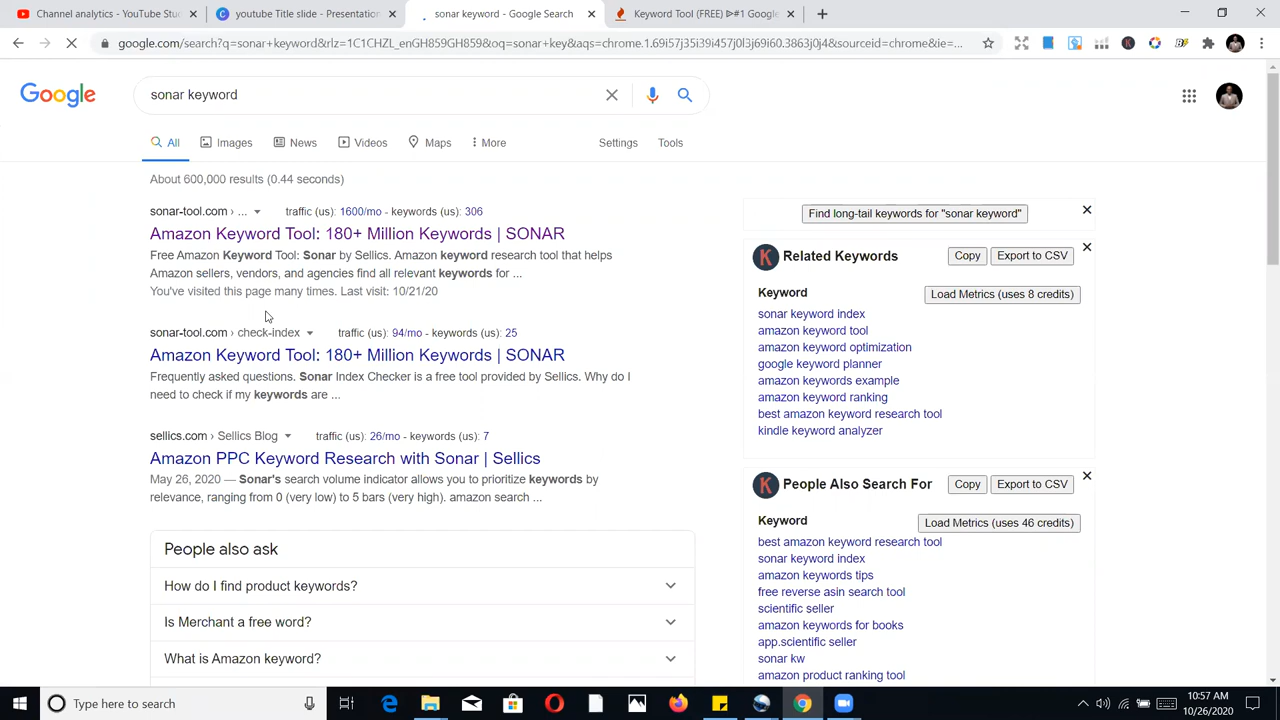 Channel analytics - YouTube Stu
youtube Title slide - Presentation
sonar keyword - Google Search
Keyword Tool (FREE) ᐈ#1 Google
google.com/search?q=sonar+keyword&rlz=1C1CHZL_enGH859GH859&oq=sonar+key&aqs=chrome.1.69i57j35i39i457j0l3j69i60.3863j0j4&sourceid=chrome&ie=...
Google
sonar keyword
All
Images
News
Videos
Maps
More
Settings
Tools
About 600,000 results (0.44 seconds)
sonar-tool.com › ... traffic (us): 1600/mo - keywords (us): 306
Amazon Keyword Tool: 180+ Million Keywords | SONAR
Free Amazon Keyword Tool: Sonar by Sellics. Amazon keyword research tool that helps
Amazon sellers, vendors, and agencies find all relevant keywords for ...
You've visited this page many times. Last visit: 10/21/20
sonar-tool.com › check-index traffic (us): 94/mo - keywords (us): 25
Amazon Keyword Tool: 180+ Million Keywords | SONAR
Frequently asked questions. Sonar Index Checker is a free tool provided by Sellics. Why do I
need to check if my keywords are ...
sellics.com › Sellics Blog traffic (us): 26/mo - keywords (us): 7
Amazon PPC Keyword Research with Sonar | Sellics
May 26, 2020 — Sonar's search volume indicator allows you to prioritize keywords by
relevance, ranging from 0 (very low) to 5 bars (very high). amazon search ...
People also ask
How do I find product keywords?
Is Merchant a free word?
What is Amazon keyword?
Find long-tail keywords for "sonar keyword"
K Related Keywords Copy Export to CSV
Keyword Load Metrics (uses 8 credits)
sonar keyword index
amazon keyword tool
amazon keyword optimization
google keyword planner
amazon keywords example
amazon keyword ranking
best amazon keyword research tool
kindle keyword analyzer
K People Also Search For Copy Export to CSV
Keyword Load Metrics (uses 46 credits)
best amazon keyword research tool
sonar keyword index
amazon keywords tips
free reverse asin search tool
scientific seller
amazon keywords for books
app.scientific seller
sonar kw
amazon product ranking tool
Type here to search
10:57 AM
10/26/2020